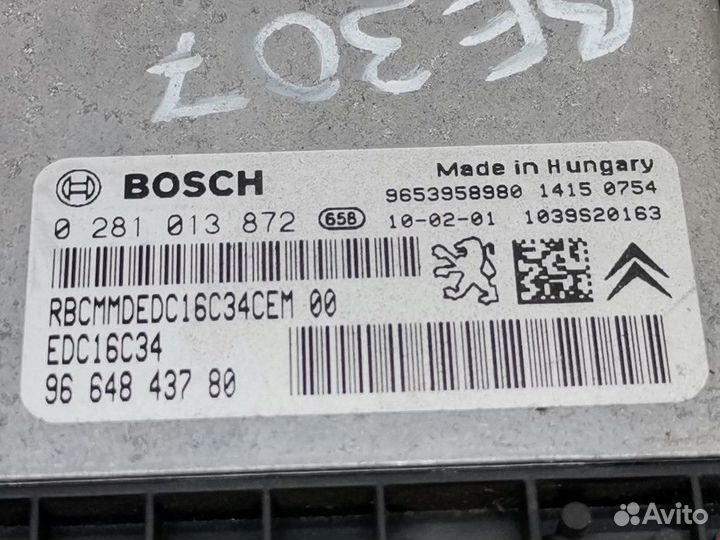 BE307
BOSCH
Made in Hungary
9653958980 1415 0754
0 281 013 872 658 10-02-01 1039S20163
RBCMMDEDC16C34CEM 00
EDC16C34
96 648 437 80
Avito